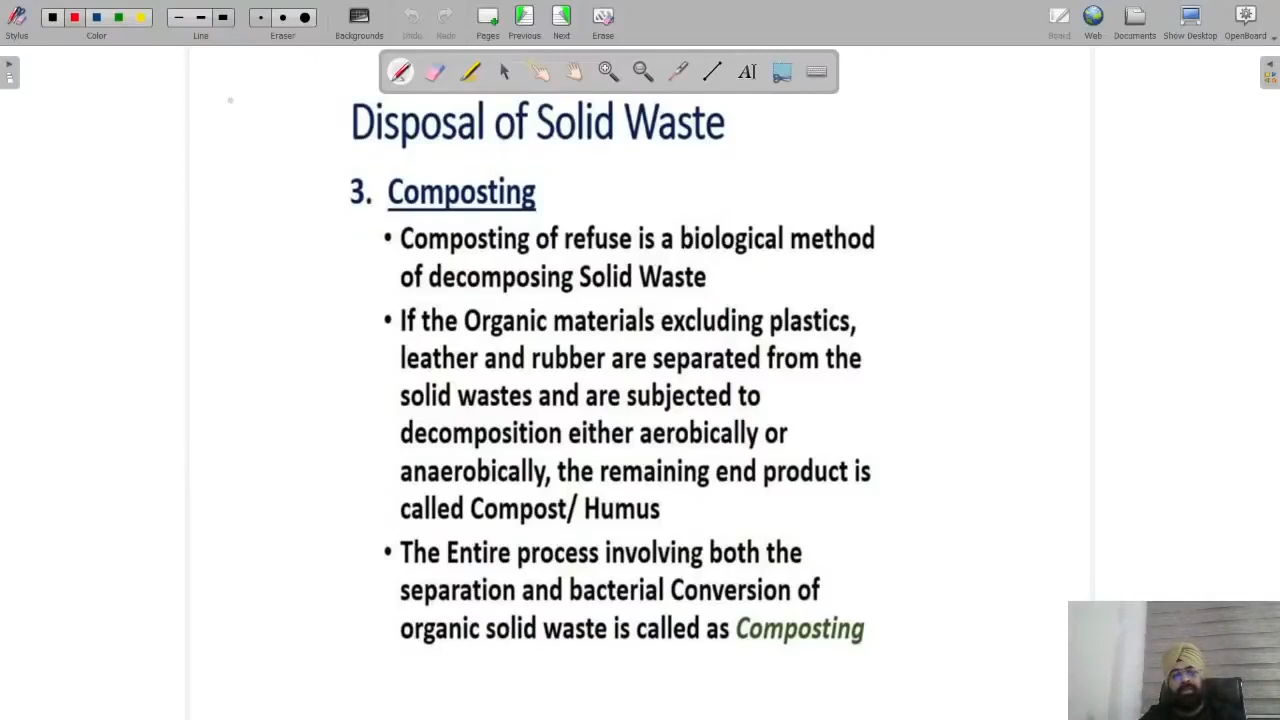 Stylus
Color
Line
Eraser
Backgrounds
Undo
Redo
Pages
Previous
Next
Erase
Board
Web
Documents
Show Desktop
OpenBoard
Disposal of Solid Waste
3. Composting
• Composting of refuse is a biological method
of decomposing Solid Waste
• If the Organic materials excluding plastics,
leather and rubber are separated from the
solid wastes and are subjected to
decomposition either aerobically or
anaerobically, the remaining end product is
called Compost/ Humus
• The Entire process involving both the
separation and bacterial Conversion of
organic solid waste is called as Composting